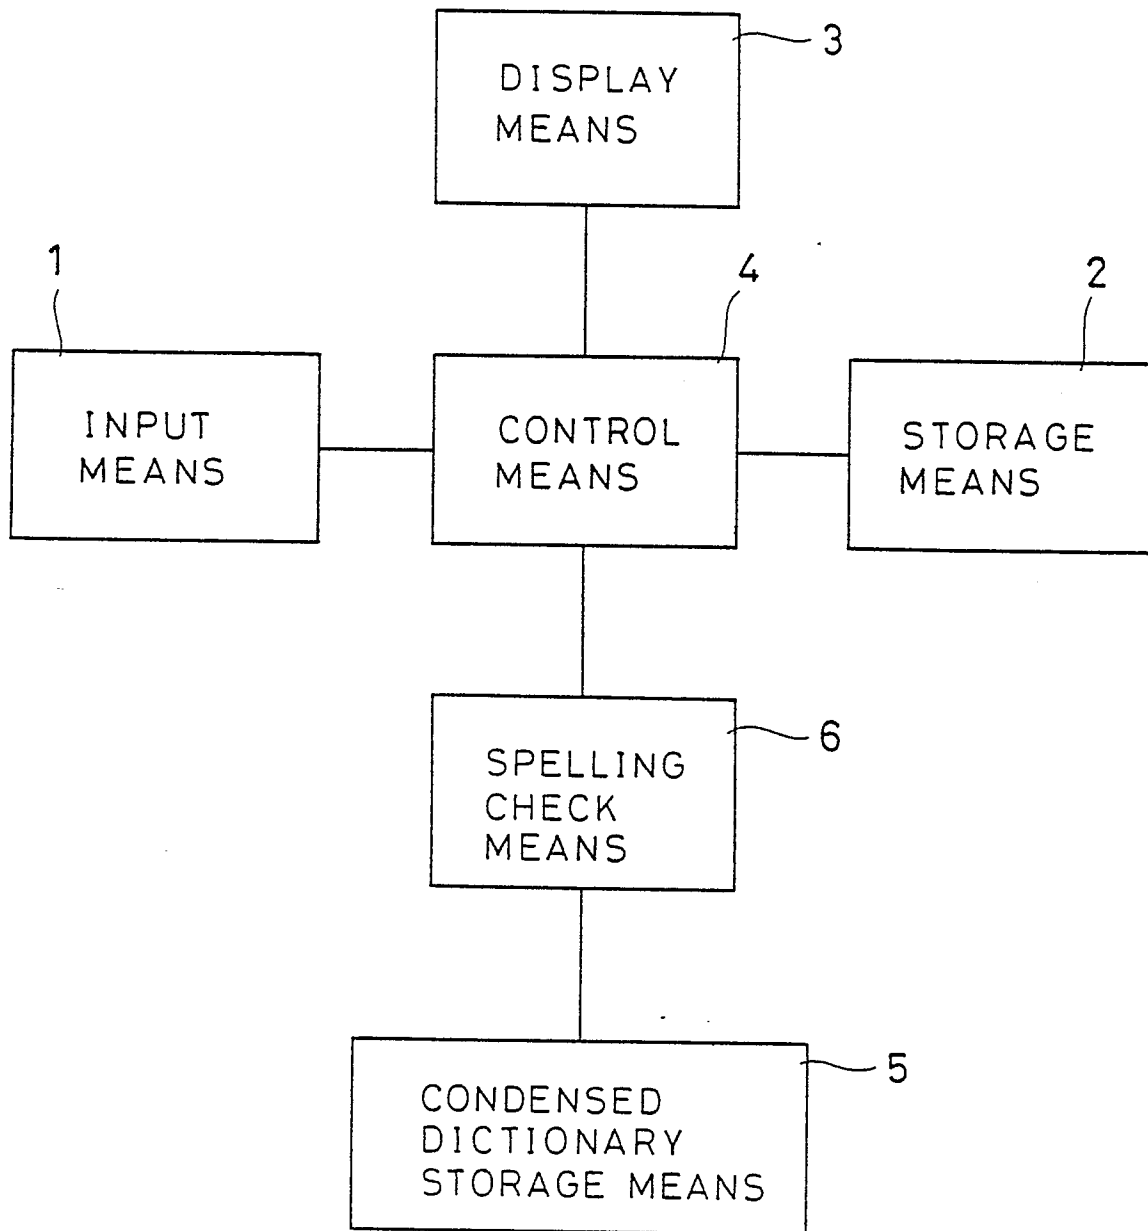 3
DISPLAY
MEANS
1
4
2
INPUT
MEANS
CONTROL
MEANS
STORAGE
MEANS
6
SPELLING
CHECK
MEANS
5
CONDENSED
DICTIONARY
STORAGE MEANS